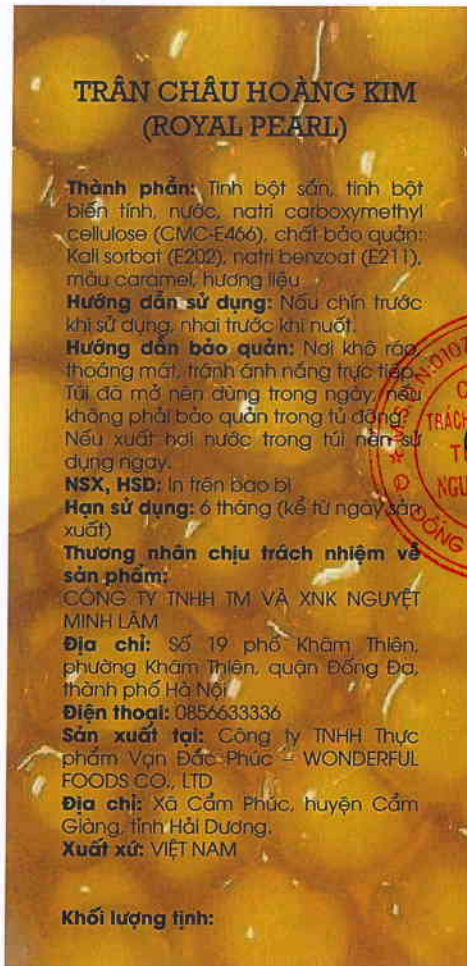 TRÂN CHÂU HOÀNG KIM
(ROYAL PEARL)
Thành phần: Tinh bột sắn, tinh bột
biến tính, nước, natri carboxymethyl
cellulose (CMC-E466), chất bảo quản:
Kali sorbat (E202), natri benzoat (E211),
màu caramel, hương liệu
Hướng dẫn sử dụng: Nấu chín trước
khi sử dụng, nhai trước khi nuốt.
Hướng dẫn bảo quản: Nơi khô ráo,
thoáng mát, tránh ánh nắng trực tiếp.
Túi đã mở nên dùng trong ngày, nếu
không phải bảo quản trong tủ đông.
Nếu xuất hơi nước trong túi nên sử
dụng ngay.
NSX, HSD: In trên bao bì
Hạn sử dụng: 6 tháng (kể từ ngày sản
xuất)
Thương nhân chịu trách nhiệm về
sản phẩm:
CÔNG TY TNHH TM VÀ XNK NGUYỆT
MINH LÂM
Địa chỉ: Số 19 phố Khâm Thiên,
phường Khâm Thiên, quận Đống Đa,
thành phố Hà Nội
Điện thoại: 0856633336
Sản xuất tại: Công ty TNHH Thực
phẩm Vạn Đắc Phúc – WONDERFUL
FOODS CO., LTD
Địa chỉ: Xã Cẩm Phúc, huyện Cẩm
Giàng, tỉnh Hải Dương.
Xuất xứ: VIỆT NAM
Khối lượng tịnh:
TRÁCH
NGU